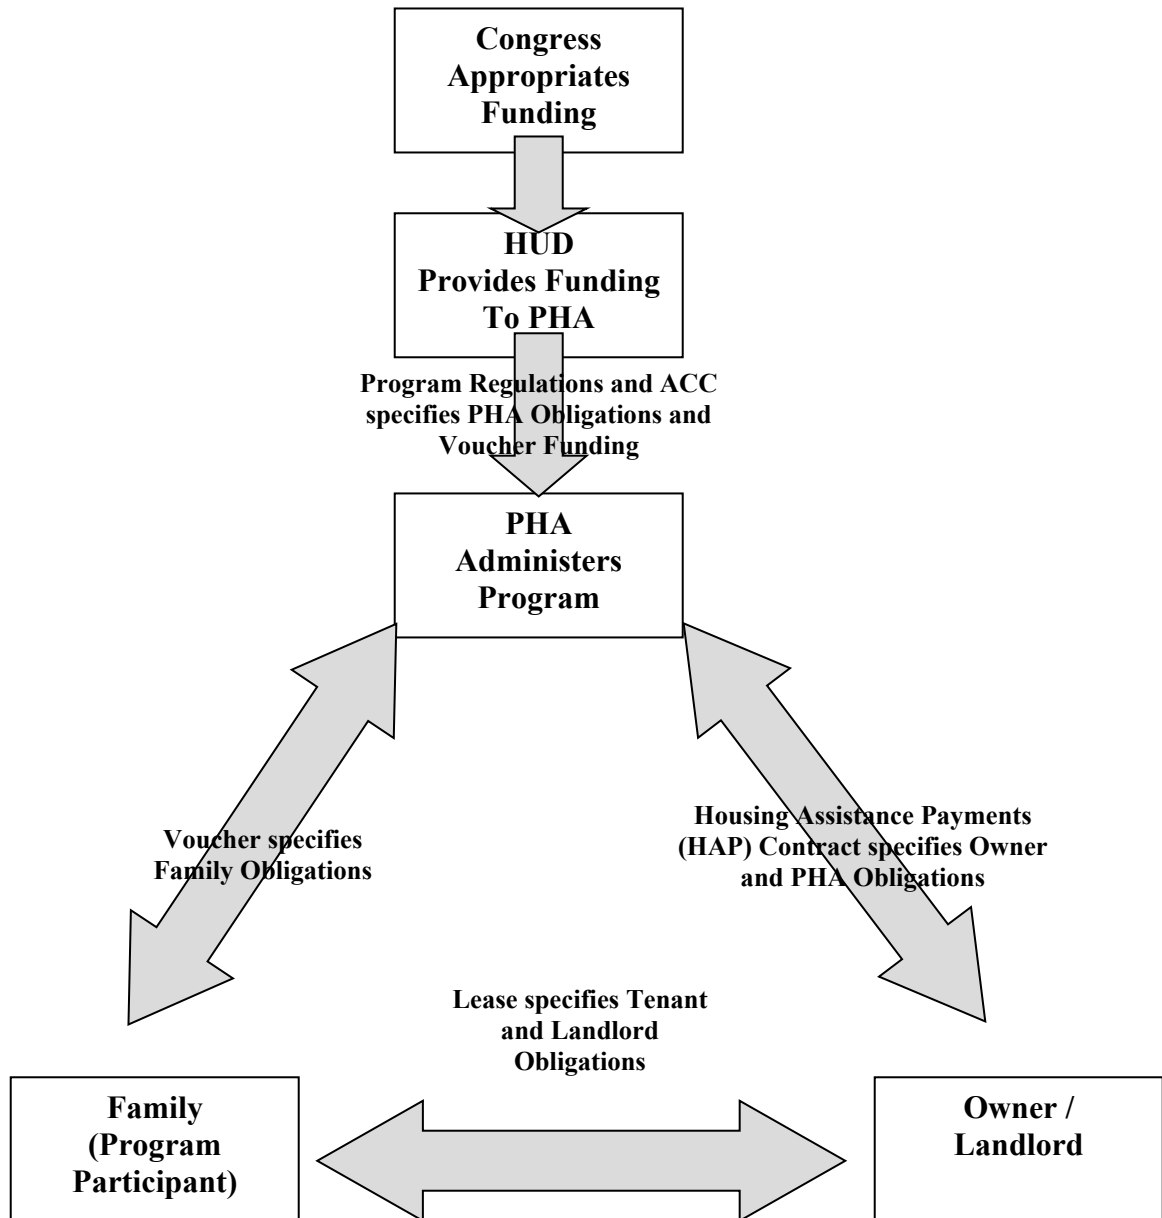 Congress
Appropriates
Funding
HUD
Provides Funding
To PHA
Program Regulations and ACC
specifies PHA Obligations and
Voucher Funding
PHA
Administers
Program
Voucher specifies
Family Obligations
Housing Assistance Payments
(HAP) Contract specifies Owner
and PHA Obligations
Lease specifies Tenant
and Landlord
Obligations
Family
(Program
Participant)
Owner /
Landlord